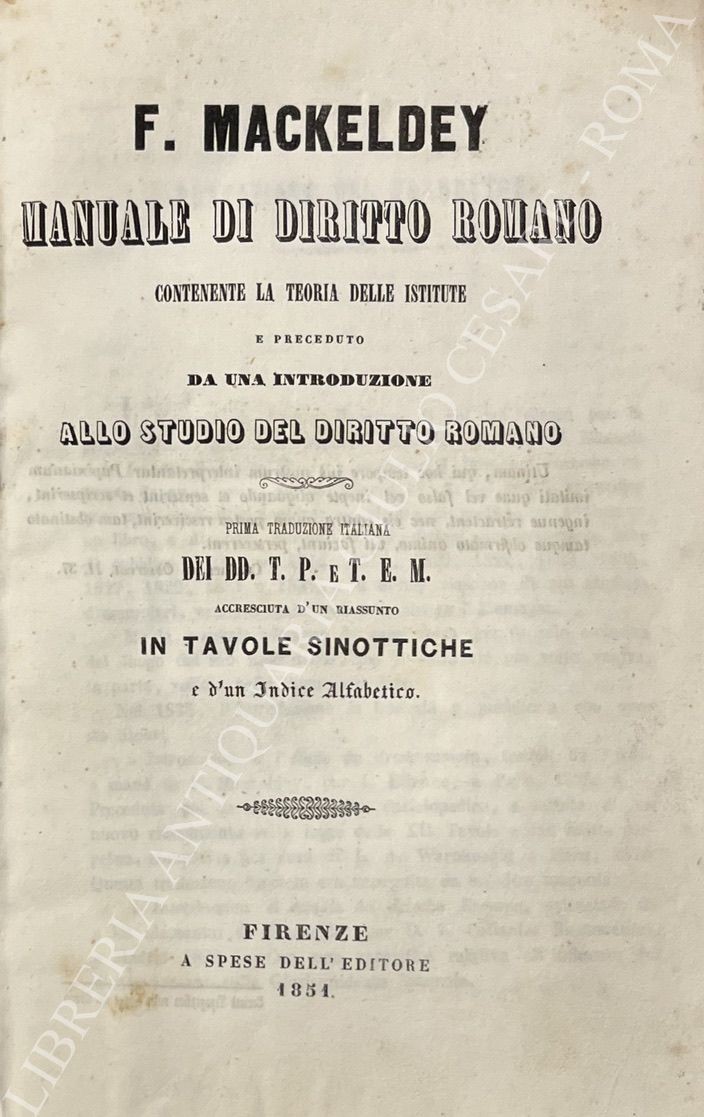 F. MACKELDEY
MANUALE DI DIRITTO ROMANO
CONTENENTE LA TEORIA DELLE ISTITUTE
E PRECEDUTO
DA UNA INTRODUZIONE
ALLO STUDIO DEL DIRITTO ROMANO
PRIMA TRADUZIONE ITALIANA
DEI DD. T. P. E T. E. M.
ACCRESCIUTA D'UN RIASSUNTO
IN TAVOLE SINOTTICHE
e d'un Indice Alfabetico.
FIRENZE
A SPESE DELL'EDITORE
1851.
LIBRERIA ANTIQUARIA GIULIO CESARE - ROMA